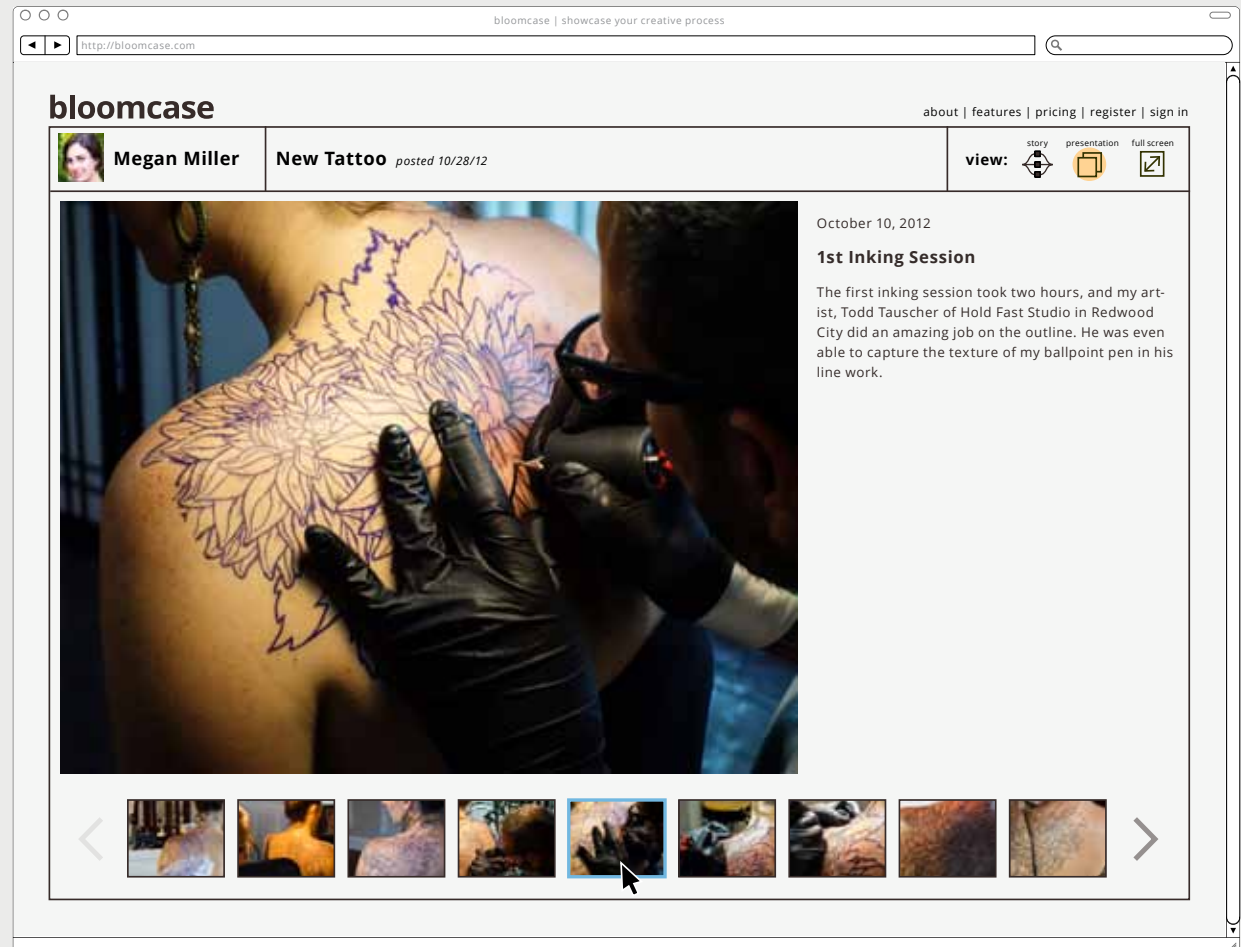 bloomcase | showcase your creative process
http://bloomcase.com
bloomcase
about | features | pricing | register | sign in
Megan Miller
New Tattoo posted 10/28/12
view:
story
presentation
full screen
October 10, 2012
1st Inking Session
The first inking session took two hours, and my art-
ist, Todd Tauscher of Hold Fast Studio in Redwood
City did an amazing job on the outline. He was even
able to capture the texture of my ballpoint pen in his
line work.